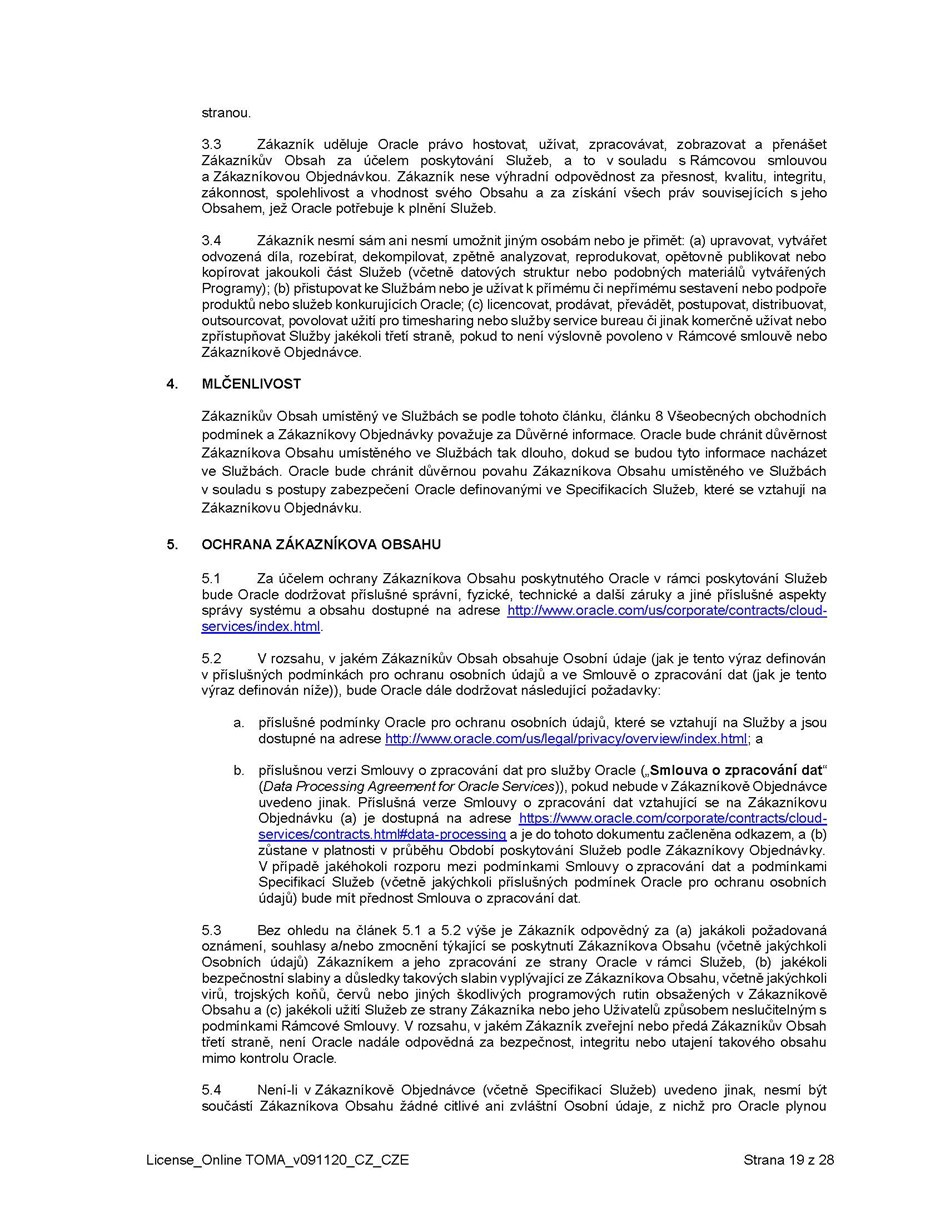 stranou.
3.3 Zákazník uděluje Oracle právo hostovat, užívat, zpracovávat, zobrazovat a přenášet
Zákazníkův Obsah za účelem poskytování Služeb, a to v souladu s Rámcovou smlouvou
a Zákazníkovou Objednávkou. Zákazník nese výhradní odpovědnost za přesnost, kvalitu, integritu,
zákonnost, spolehlivost a vhodnost svého Obsahu a za získání všech práv souvisejících s jeho
Obsahem, jež Oracle potřebuje k plnění Služeb.
3.4 Zákazník nesmí sám ani nesmí umožnit jiným osobám nebo je přimět: (a) upravovat, vytvářet
odvozená díla, rozebírat, dekompilovat, zpětně analyzovat, reprodukovat, opětovně publikovat nebo
kopírovat jakoukoli část Služeb (včetně datových struktur nebo podobných materiálů vytvářených
Programy); (b) přistupovat ke Službám nebo je užívat k přímému či nepřímému sestavení nebo podpoře
produktů nebo služeb konkurujících Oracle; (c) licencovat, prodávat, převádět, postupovat, distribuovat,
outsourcovat, povolovat užití pro timesharing nebo služby service bureau či jinak komerčně užívat nebo
zpřístupňovat Služby jakékoli třetí straně, pokud to není výslovně povoleno v Rámcové smlouvě nebo
Zákazníkově Objednávce.
4. MLČENLIVOST
Zákazníkův Obsah umístěný ve Službách se podle tohoto článku, článku 8 Všeobecných obchodních
podmínek a Zákazníkovy Objednávky považuje za Důvěrné informace. Oracle bude chránit důvěrnost
Zákazníkova Obsahu umístěného ve Službách tak dlouho, dokud se budou tyto informace nacházet
ve Službách. Oracle bude chránit důvěrnou povahu Zákazníkova Obsahu umístěného ve Službách
v souladu s postupy zabezpečení Oracle definovanými ve Specifikacích Služeb, které se vztahují na
Zákazníkovu Objednávku.
5. OCHRANA ZÁKAZNÍKOVA OBSAHU
5.1 Za účelem ochrany Zákazníkova Obsahu poskytnutého Oracle v rámci poskytování Služeb
bude Oracle dodržovat příslušné správní, fyzické, technické a další záruky a jiné příslušné aspekty
správy systému a obsahu dostupné na adrese http://www.oracle.com/us/corporate/contracts/cloud-
services/index.html.
5.2 V rozsahu, v jakém Zákazníkův Obsah obsahuje Osobní údaje (jak je tento výraz definován
v příslušných podmínkách pro ochranu osobních údajů a ve Smlouvě o zpracování dat (jak je tento
výraz definován níže)), bude Oracle dále dodržovat následující požadavky:
a. příslušné podmínky Oracle pro ochranu osobních údajů, které se vztahují na Služby a jsou
dostupné na adrese http://www.oracle.com/us/legal/privacy/overview/index.html; a
b. příslušnou verzi Smlouvy o zpracování dat pro služby Oracle („Smlouva o zpracování dat“
(Data Processing Agreement for Oracle Services)), pokud nebude v Zákazníkově Objednávce
uvedeno jinak. Příslušná verze Smlouvy o zpracování dat vztahující se na Zákazníkovu
Objednávku (a) je dostupná na adrese https://www.oracle.com/corporate/contracts/cloud-
services/contracts.html#data-processing a je do tohoto dokumentu začleněna odkazem, a (b)
zůstane v platnosti v průběhu Období poskytování Služeb podle Zákazníkovy Objednávky.
V případě jakéhokoli rozporu mezi podmínkami Smlouvy o zpracování dat a podmínkami
Specifikací Služeb (včetně jakýchkoli příslušných podmínek Oracle pro ochranu osobních
údajů) bude mít přednost Smlouva o zpracování dat.
5.3 Bez ohledu na článek 5.1 a 5.2 výše je Zákazník odpovědný za (a) jakákoli požadovaná
oznámení, souhlasy a/nebo zmocnění týkající se poskytnutí Zákazníkova Obsahu (včetně jakýchkoli
Osobních údajů) Zákazníkem a jeho zpracování ze strany Oracle v rámci Služeb, (b) jakékoli
bezpečnostní slabiny a důsledky takových slabin vyplývající ze Zákazníkova Obsahu, včetně jakýchkoli
virů, trojských koňů, červů nebo jiných škodlivých programových rutin obsažených v Zákazníkově
Obsahu a (c) jakékoli užití Služeb ze strany Zákazníka nebo jeho Uživatelů způsobem neslučitelným s
podmínkami Rámcové Smlouvy. V rozsahu, v jakém Zákazník zveřejní nebo předá Zákazníkův Obsah
třetí straně, není Oracle nadále odpovědná za bezpečnost, integritu nebo utajení takového obsahu
mimo kontrolu Oracle.
5.4 Není-li v Zákazníkově Objednávce (včetně Specifikací Služeb) uvedeno jinak, nesmí být
součástí Zákazníkova Obsahu žádné citlivé ani zvláštní Osobní údaje, z nichž pro Oracle plynou
License_Online TOMA_v091120_CZ_CZE Strana 19 z 28